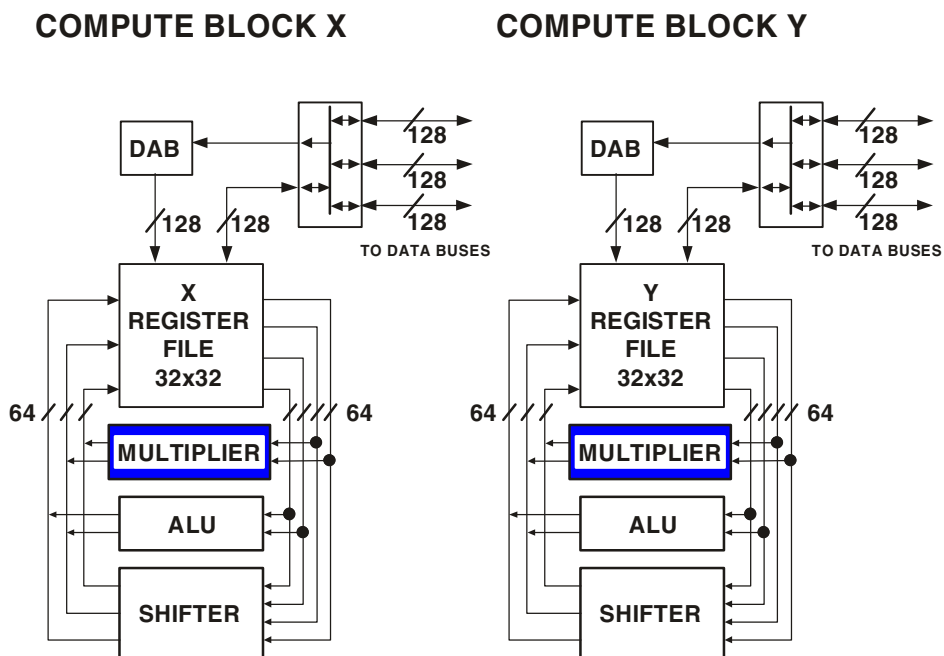 COMPUTE BLOCK X
COMPUTE BLOCK Y
DAB
128
128
128
128
128
TO DATA BUSES
X
REGISTER
FILE
32x32
64
64
MULTIPLIER
ALU
SHIFTER
DAB
128
128
128
128
128
TO DATA BUSES
Y
REGISTER
FILE
32x32
64
64
MULTIPLIER
ALU
SHIFTER